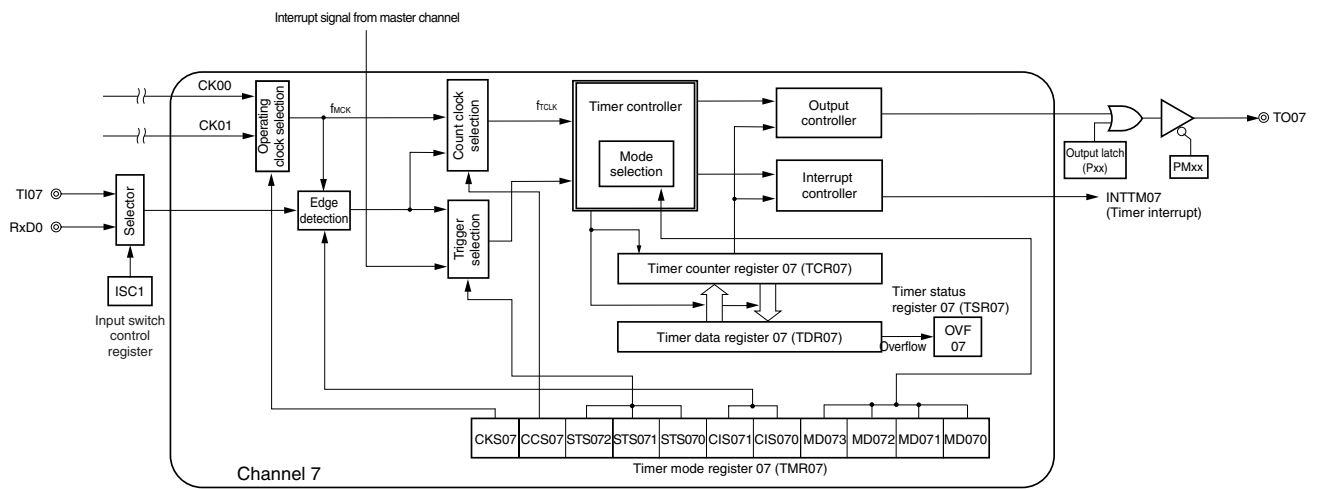 Interrupt signal from master channel
CK00
CK01
Operating
clock selection
fMCK
Count clock
selection
fTCLK
Timer controller
Mode
selection
Output
controller
Interrupt
controller
Output latch
(Pxx)
PMxx
TO07
INTTM07
(Timer interrupt)
TI07
RxD0
Selector
Edge
detection
Trigger
selection
ISC1
Input switch
control
register
Timer counter register 07 (TCR07)
Timer status
register 07 (TSR07)
Timer data register 07 (TDR07)
Overflow
OVF
07
CKS07 CCS07 STS072 STS071 STS070 CIS071 CIS070 MD073 MD072 MD071 MD070
Timer mode register 07 (TMR07)
Channel 7